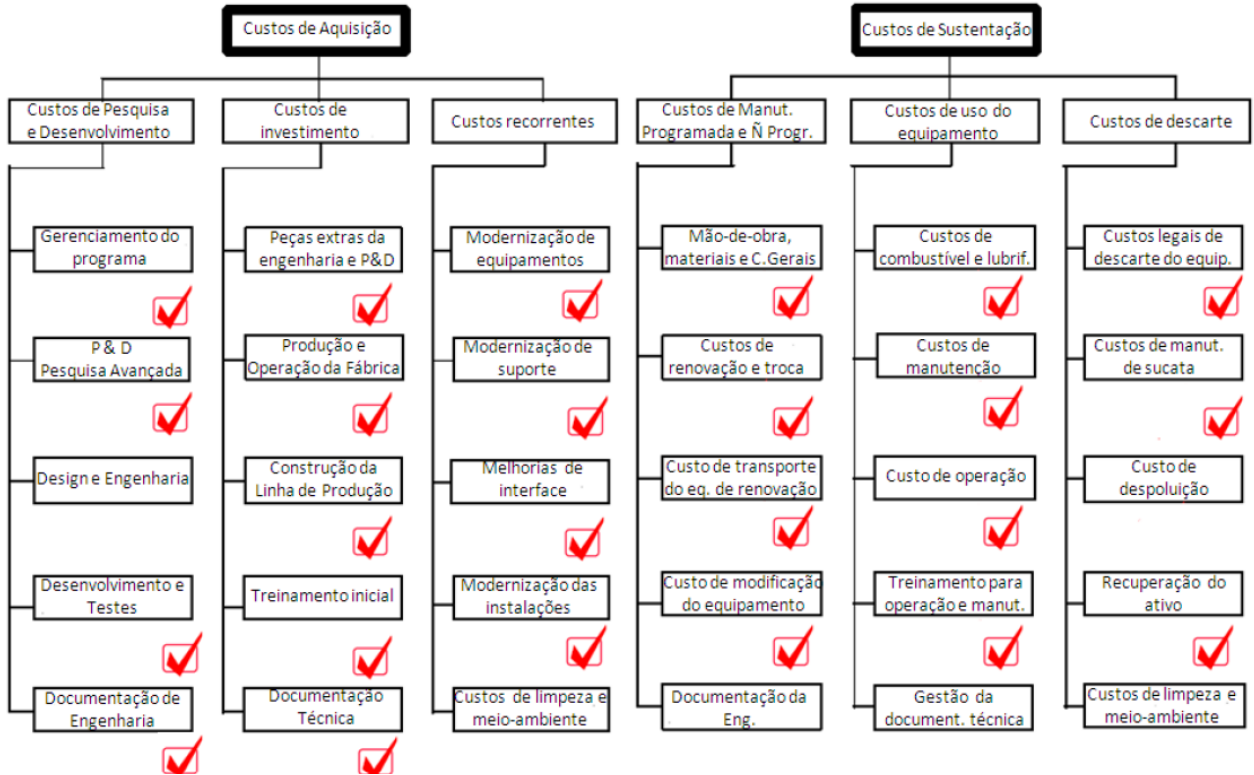 Custos de Aquisição
Custos de Sustentação
Custos de Pesquisa
e Desenvolvimento
Custos de
investimento
Custos recorrentes
Custos de Manut.
Programada e Ñ Progr.
Custos de uso do
equipamento
Custos de descarte
Gerenciamento do
programa
Peças extras da
engenharia e P&D
Modernização de
equipamentos
Mão-de-obra,
materiais e C.Gerais
Custos de
combustível e lubrif.
Custos legais de
descarte do equip.
P & D
Pesquisa Avançada
Produção e
Operação da Fábrica
Modernização de
suporte
Custos de
renovação e troca
Custos de
manutenção
Custos de manut.
de sucata
Design e Engenharia
Construção da
Linha de Produção
Melhorias de
interface
Custo de transporte
do eq. de renovação
Custo de operação
Custo de
despoluição
Desenvolvimento e
Testes
Treinamento inicial
Modernização das
instalações
Custo de modificação
do equipamento
Treinamento para
operação e manut.
Recuperação do
ativo
Documentação de
Engenharia
Documentação
Técnica
Custos de limpeza e
meio-ambiente
Documentação da
Eng.
Gestão da
document. técnica
Custos de limpeza e
meio-ambiente